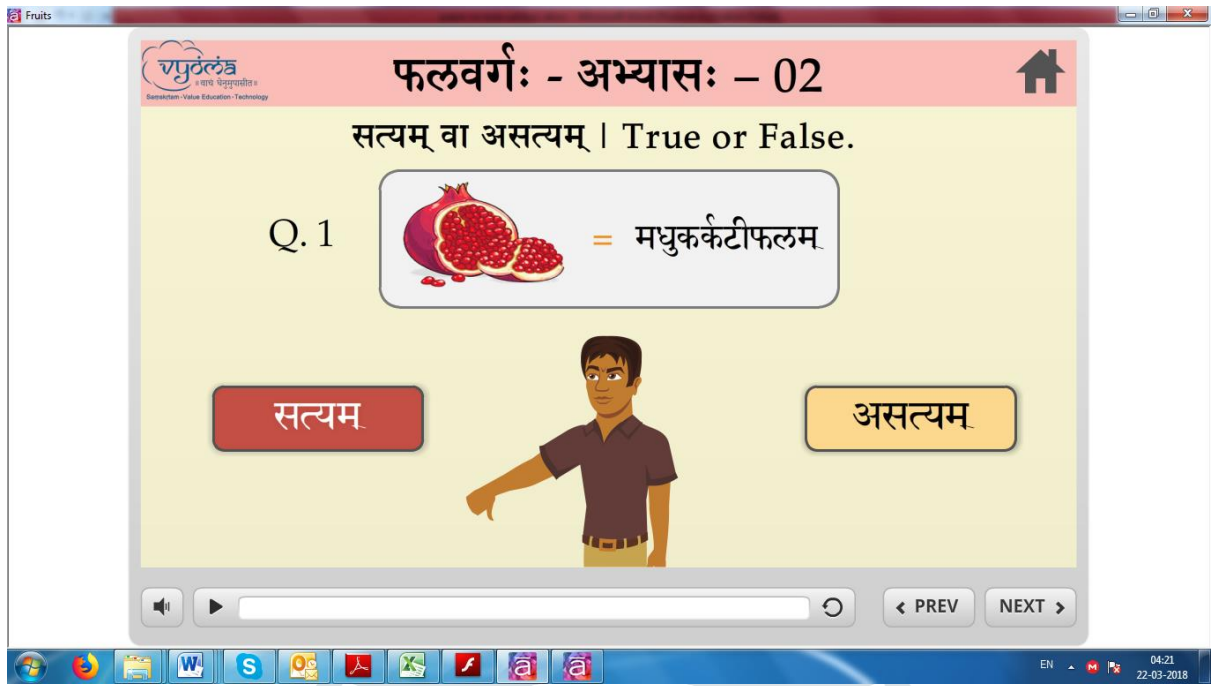 Fruits
vyoma
॥ वाचं धेनुमुपासीत॥
Samskrtam -Value Education -Technology
फलवर्गः - अभ्यासः – 02
सत्यम् वा असत्यम् । True or False.
Q. 1
= मधुकर्कटीफलम्
सत्यम्
असत्यम्
PREV
NEXT
EN
04:21
22-03-2018